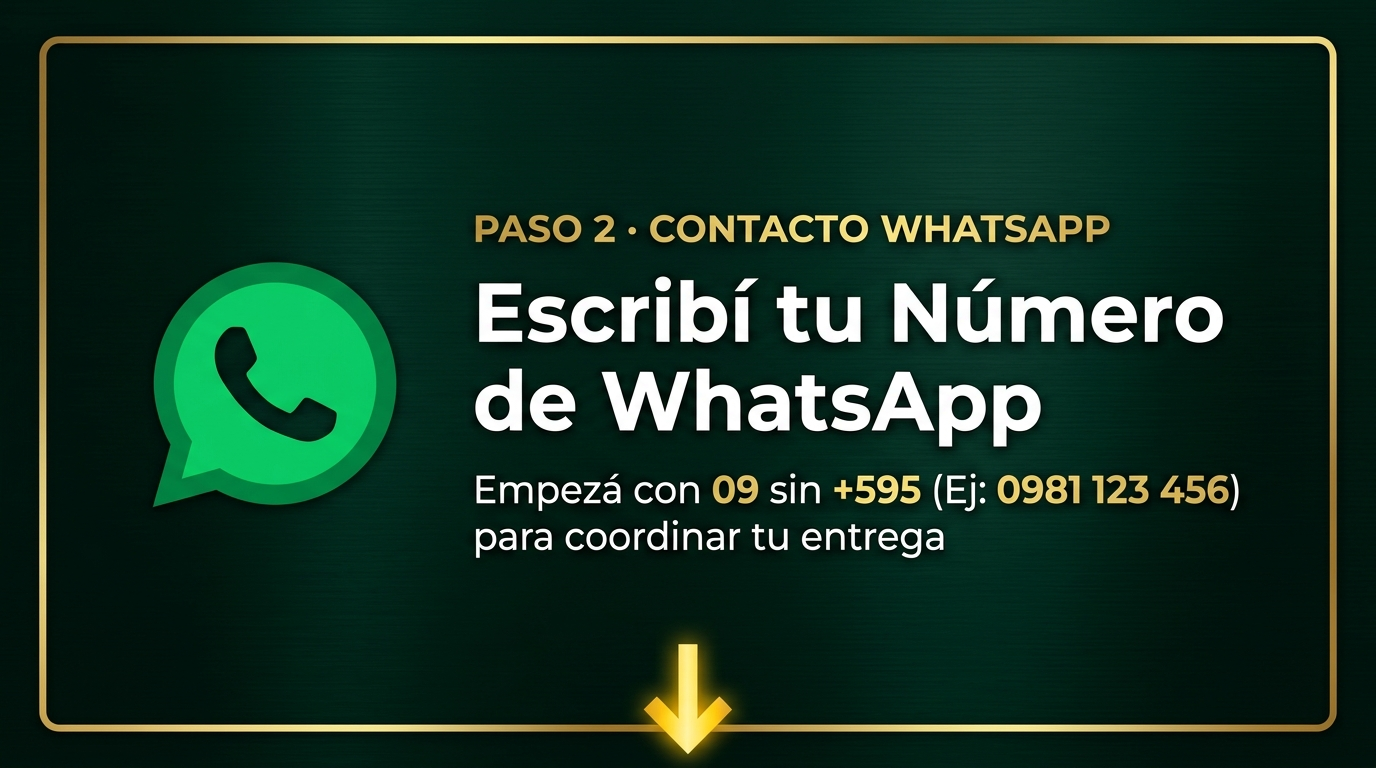 PASO 2 · CONTACTO WHATSAPP
Escribí tu Número
de WhatsApp
Empezá con 09 sin +595 (Ej: 0981 123 456)
para coordinar tu entrega